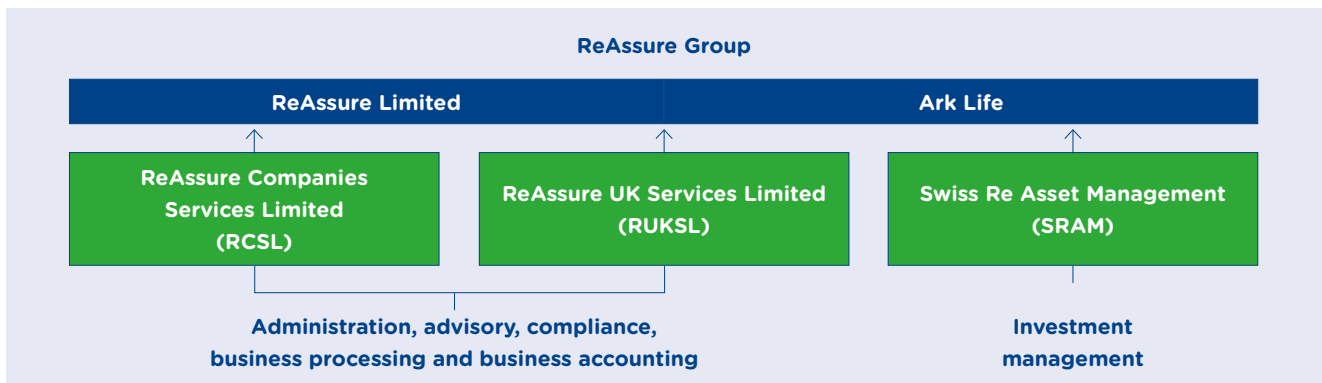 ReAssure Group
ReAssure Limited
Ark Life
ReAssure Companies
Services Limited
(RCSL)
ReAssure UK Services Limited
(RUKSL)
Swiss Re Asset Management
(SRAM)
Administration, advisory, compliance,
business processing and business accounting
Investment
management